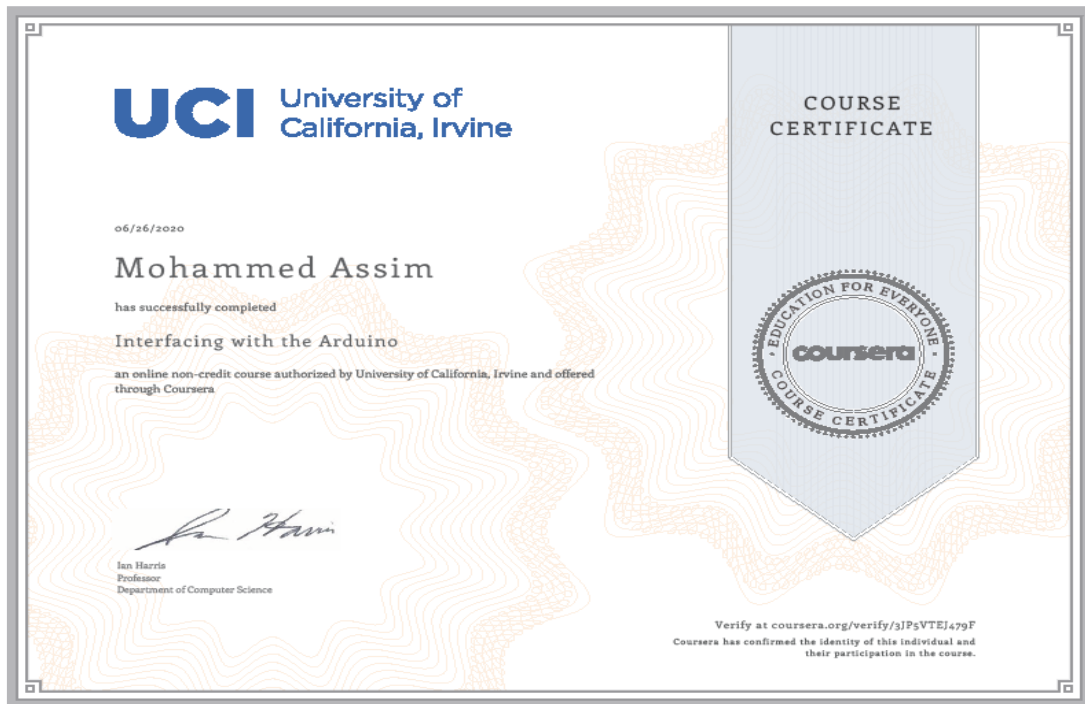 UCI University of
California, Irvine
COURSE
CERTIFICATE
06/26/2020
Mohammed Assim
has successfully completed
Interfacing with the Arduino
an online non-credit course authorized by University of California, Irvine and offered
through Coursera
EDUCATION FOR EVERYONE
coursera
COURSE CERTIFICATE
Ian Harris
Ian Harris
Professor
Department of Computer Science
Verify at coursera.org/verify/3JP5VTEJ479F
Coursera has confirmed the identity of this individual and
their participation in the course.